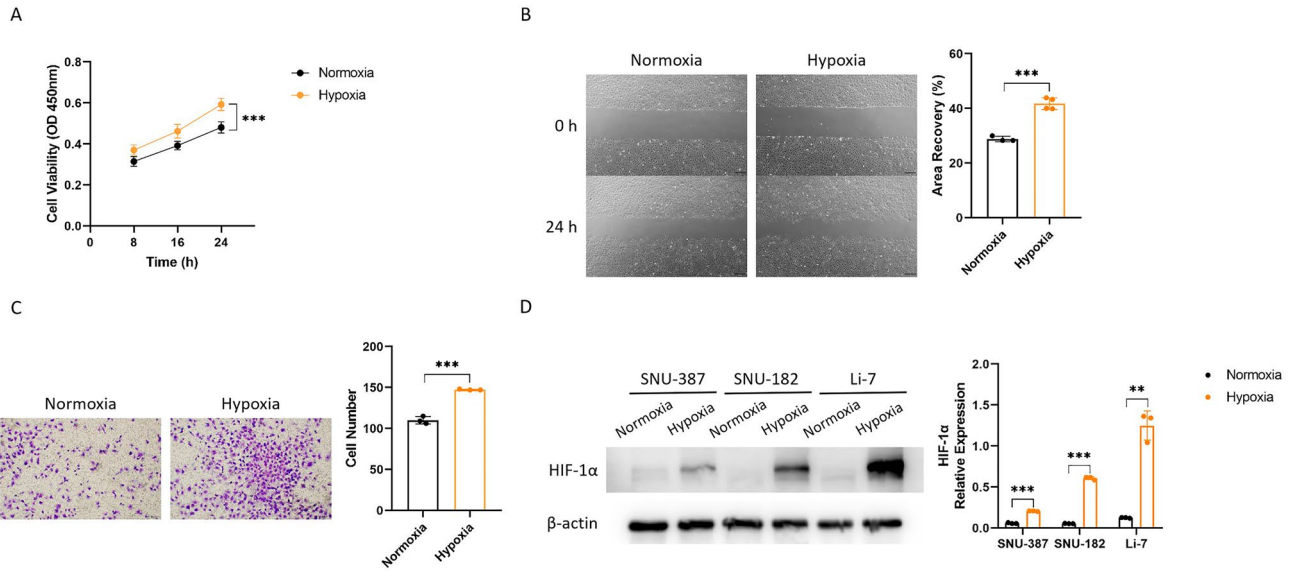 A
Cell Viability (OD 450nm)
0.8
0.6
0.4
0.2
0.0
0
8
16
24
Time (h)
Normoxia
Hypoxia
***
B
Normoxia
Hypoxia
0 h
24 h
Area Recovery (%)
60
40
20
0
***
Normoxia
Hypoxia
C
Normoxia
Hypoxia
Cell Number
200
150
100
50
0
***
Normoxia
Hypoxia
D
SNU-387
SNU-182
Li-7
Normoxia
Hypoxia
Normoxia
Hypoxia
Normoxia
Hypoxia
HIF-1α
β-actin
HIF-1α
Relative Expression
2.0
1.5
1.0
0.5
0.0
***
***
**
SNU-387
SNU-182
Li-7
Normoxia
Hypoxia